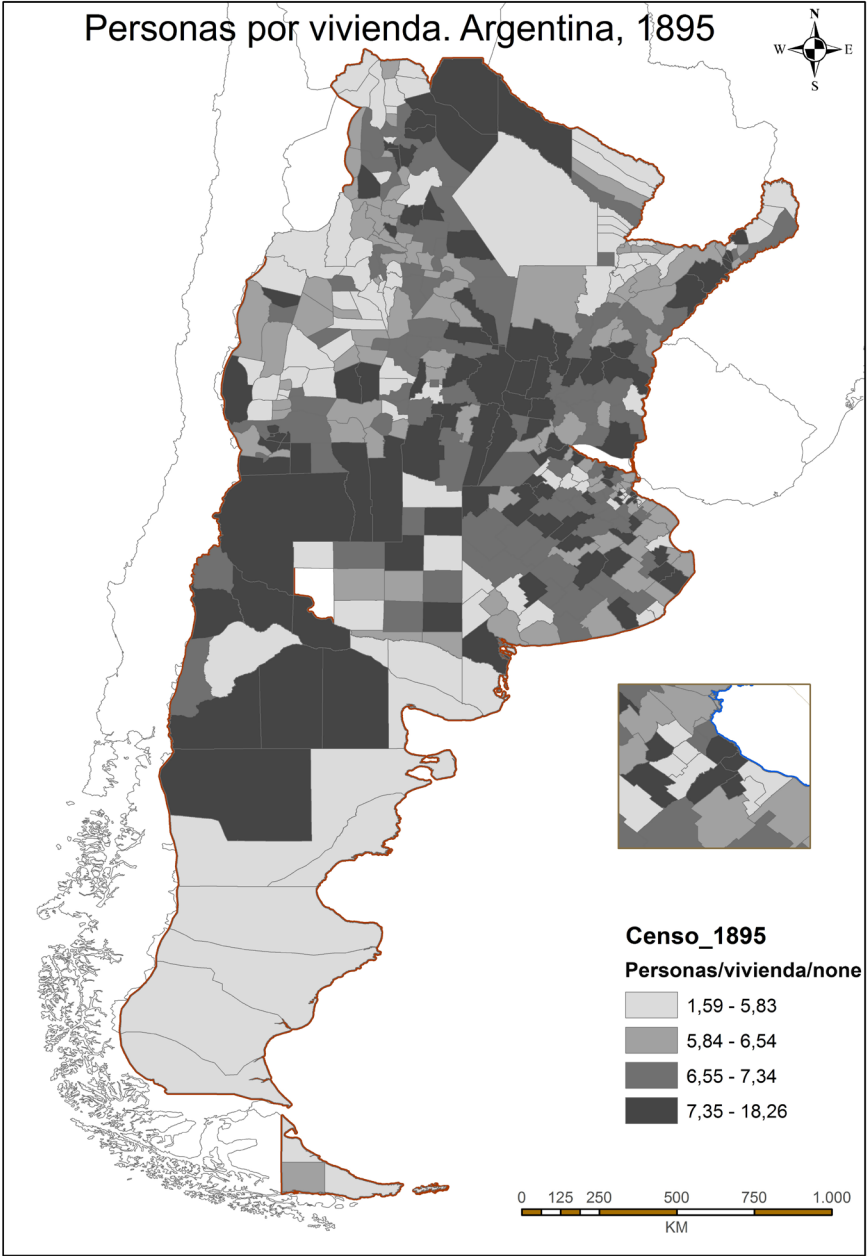 Personas por vivienda. Argentina, 1895
N
W E
S
Censo_1895
Personas/vivienda/none
1,59 - 5,83
5,84 - 6,54
6,55 - 7,34
7,35 - 18,26
0 125 250 500 750 1.000
KM